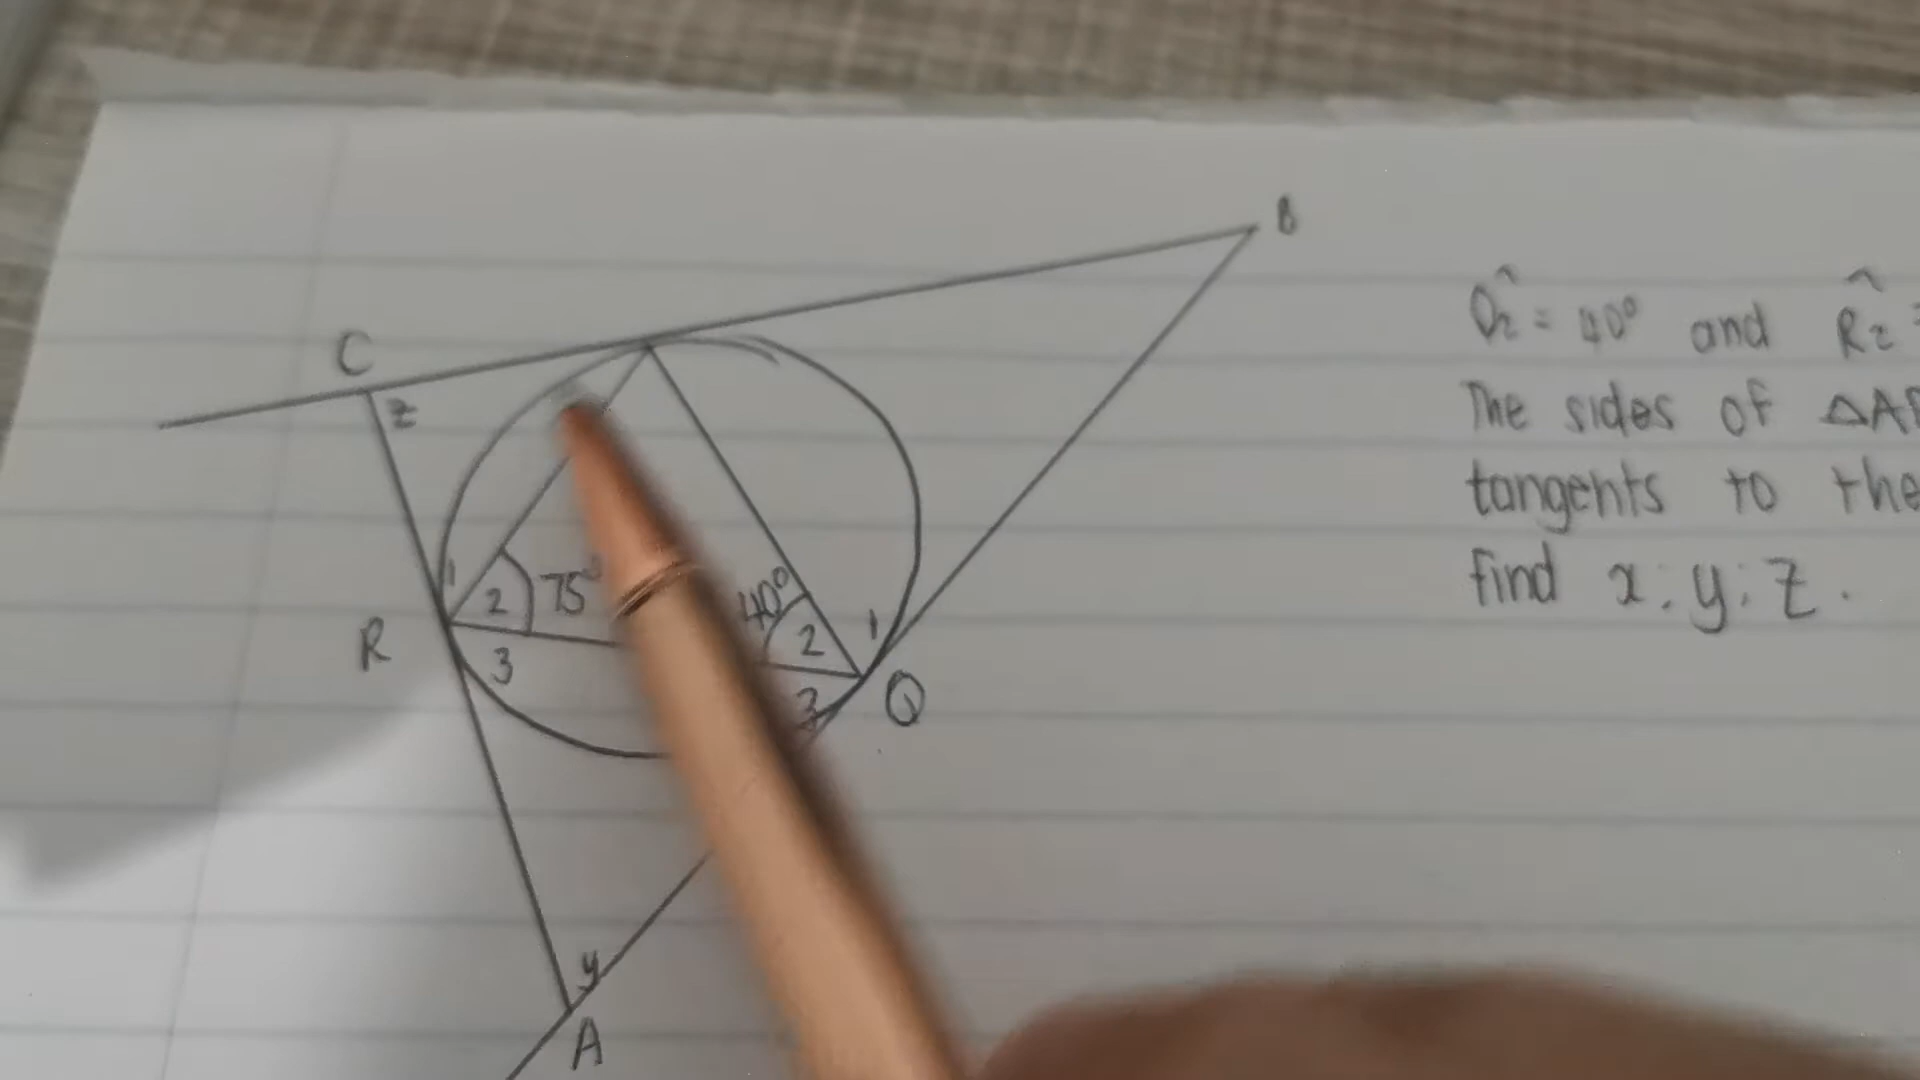 B
C
z
1
2
75°
R
3
40°
2
1
3
Q
y
A
Q̂2 = 40° and R̂2 =
The sides of ΔA
tangents to the
find x ; y ; z .